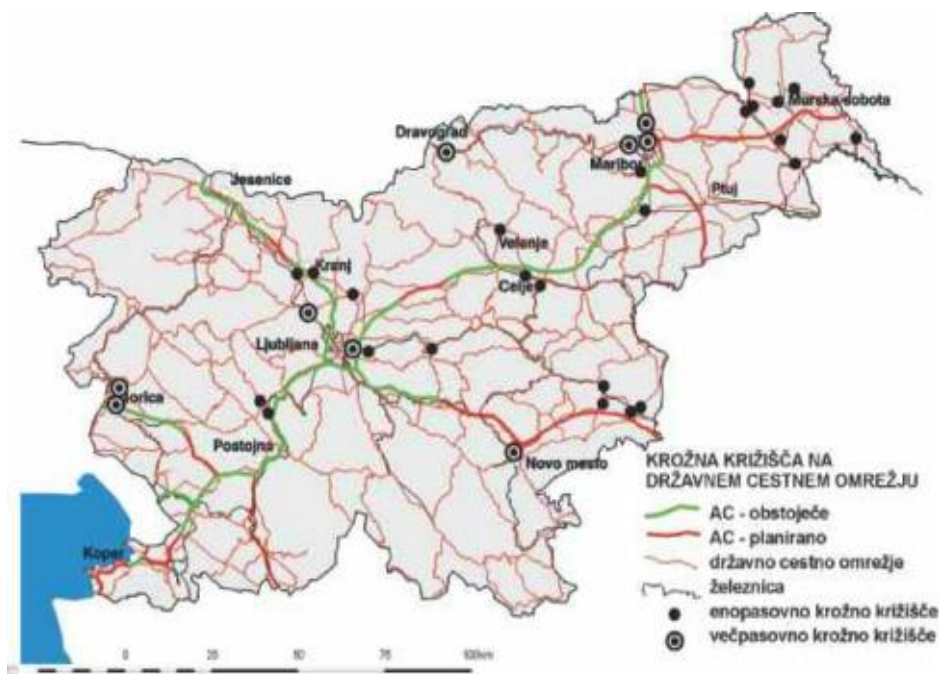 Murska sobota
Dravograd
Maribor
Ptuj
Jesenice
Velenje
Kranj
Celje
Ljubljana
Gorica
Postojna
Novo mesto
Koper
KROŽNA KRIŽIŠČA NA
DRŽAVNEM CESTNEM OMREŽJU
AC - obstoječe
AC - planirano
državno cestno omrežje
železnica
enopasovno krožno križišče
večpasovno krožno križišče
0 25 50 75 100km